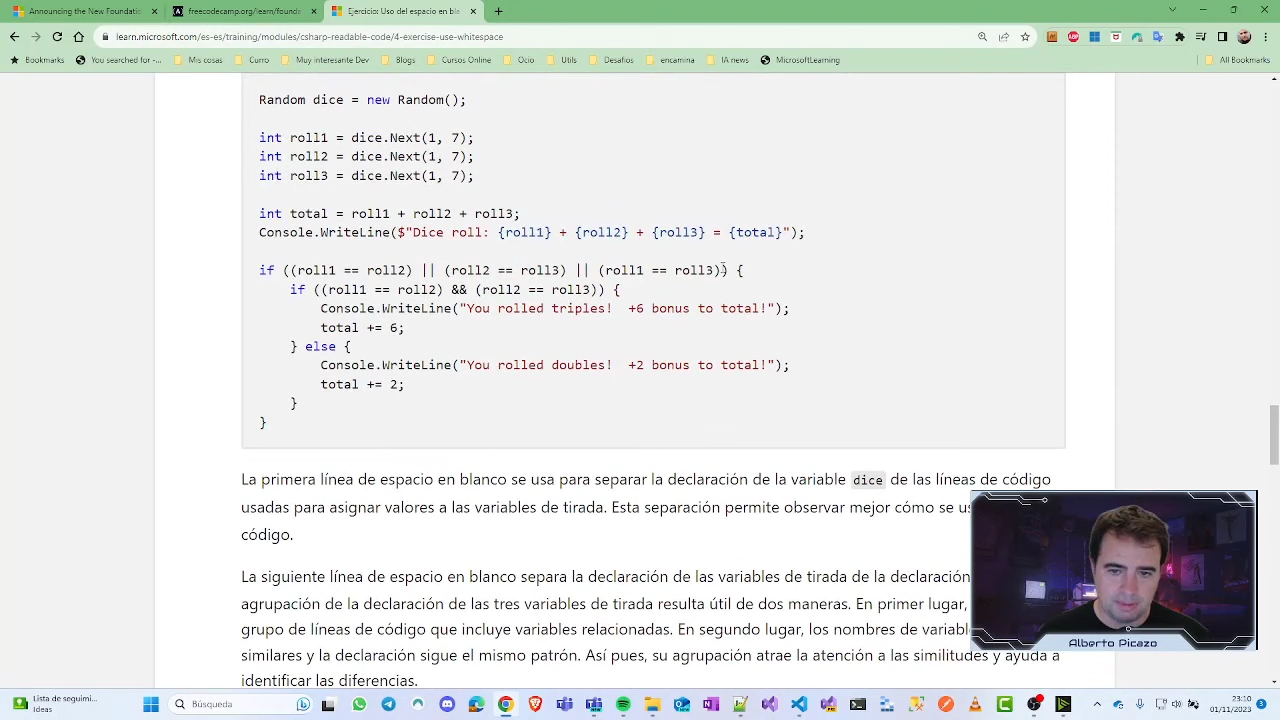 Announcing the New Foundatic
freecodecamp.org/learn/founda
Ejercicio: Uso del espacio en bla
learn.microsoft.com/es-es/training/modules/csharp-readable-code/4-exercise-use-whitespace
Bookmarks
You searched for -...
Mis cosas
Curro
Muy interesante Dev
Blogs
Cursos Online
Ocio
Utils
Desafios
encamina
IA news
MicrosoftLearning
All Bookmarks
Random dice = new Random();
int roll1 = dice.Next(1, 7);
int roll2 = dice.Next(1, 7);
int roll3 = dice.Next(1, 7);
int total = roll1 + roll2 + roll3;
Console.WriteLine($"Dice roll: {roll1} + {roll2} + {roll3} = {total}");
if ((roll1 == roll2) || (roll2 == roll3) || (roll1 == roll3)) {
if ((roll1 == roll2) && (roll2 == roll3)) {
Console.WriteLine("You rolled triples!  +6 bonus to total!");
total += 6;
} else {
Console.WriteLine("You rolled doubles!  +2 bonus to total!");
total += 2;
}
}
La primera línea de espacio en blanco se usa para separar la declaración de la variable dice de las líneas de código
usadas para asignar valores a las variables de tirada. Esta separación permite observar mejor cómo se us
código.
La siguiente línea de espacio en blanco separa la declaración de las variables de tirada de la declaración
agrupación de la declaración de las tres variables de tirada resulta útil de dos maneras. En primer lugar,
grupo de líneas de código que incluye variables relacionadas. En segundo lugar, los nombres de variable
similares y la declaración sigue el mismo patrón. Así pues, su agrupación atrae la atención a las similitudes y ayuda a
identificar las diferencias.
Alberto Picazo
Lista de seguimi...
Ideas
Búsqueda
23:10
01/11/2023